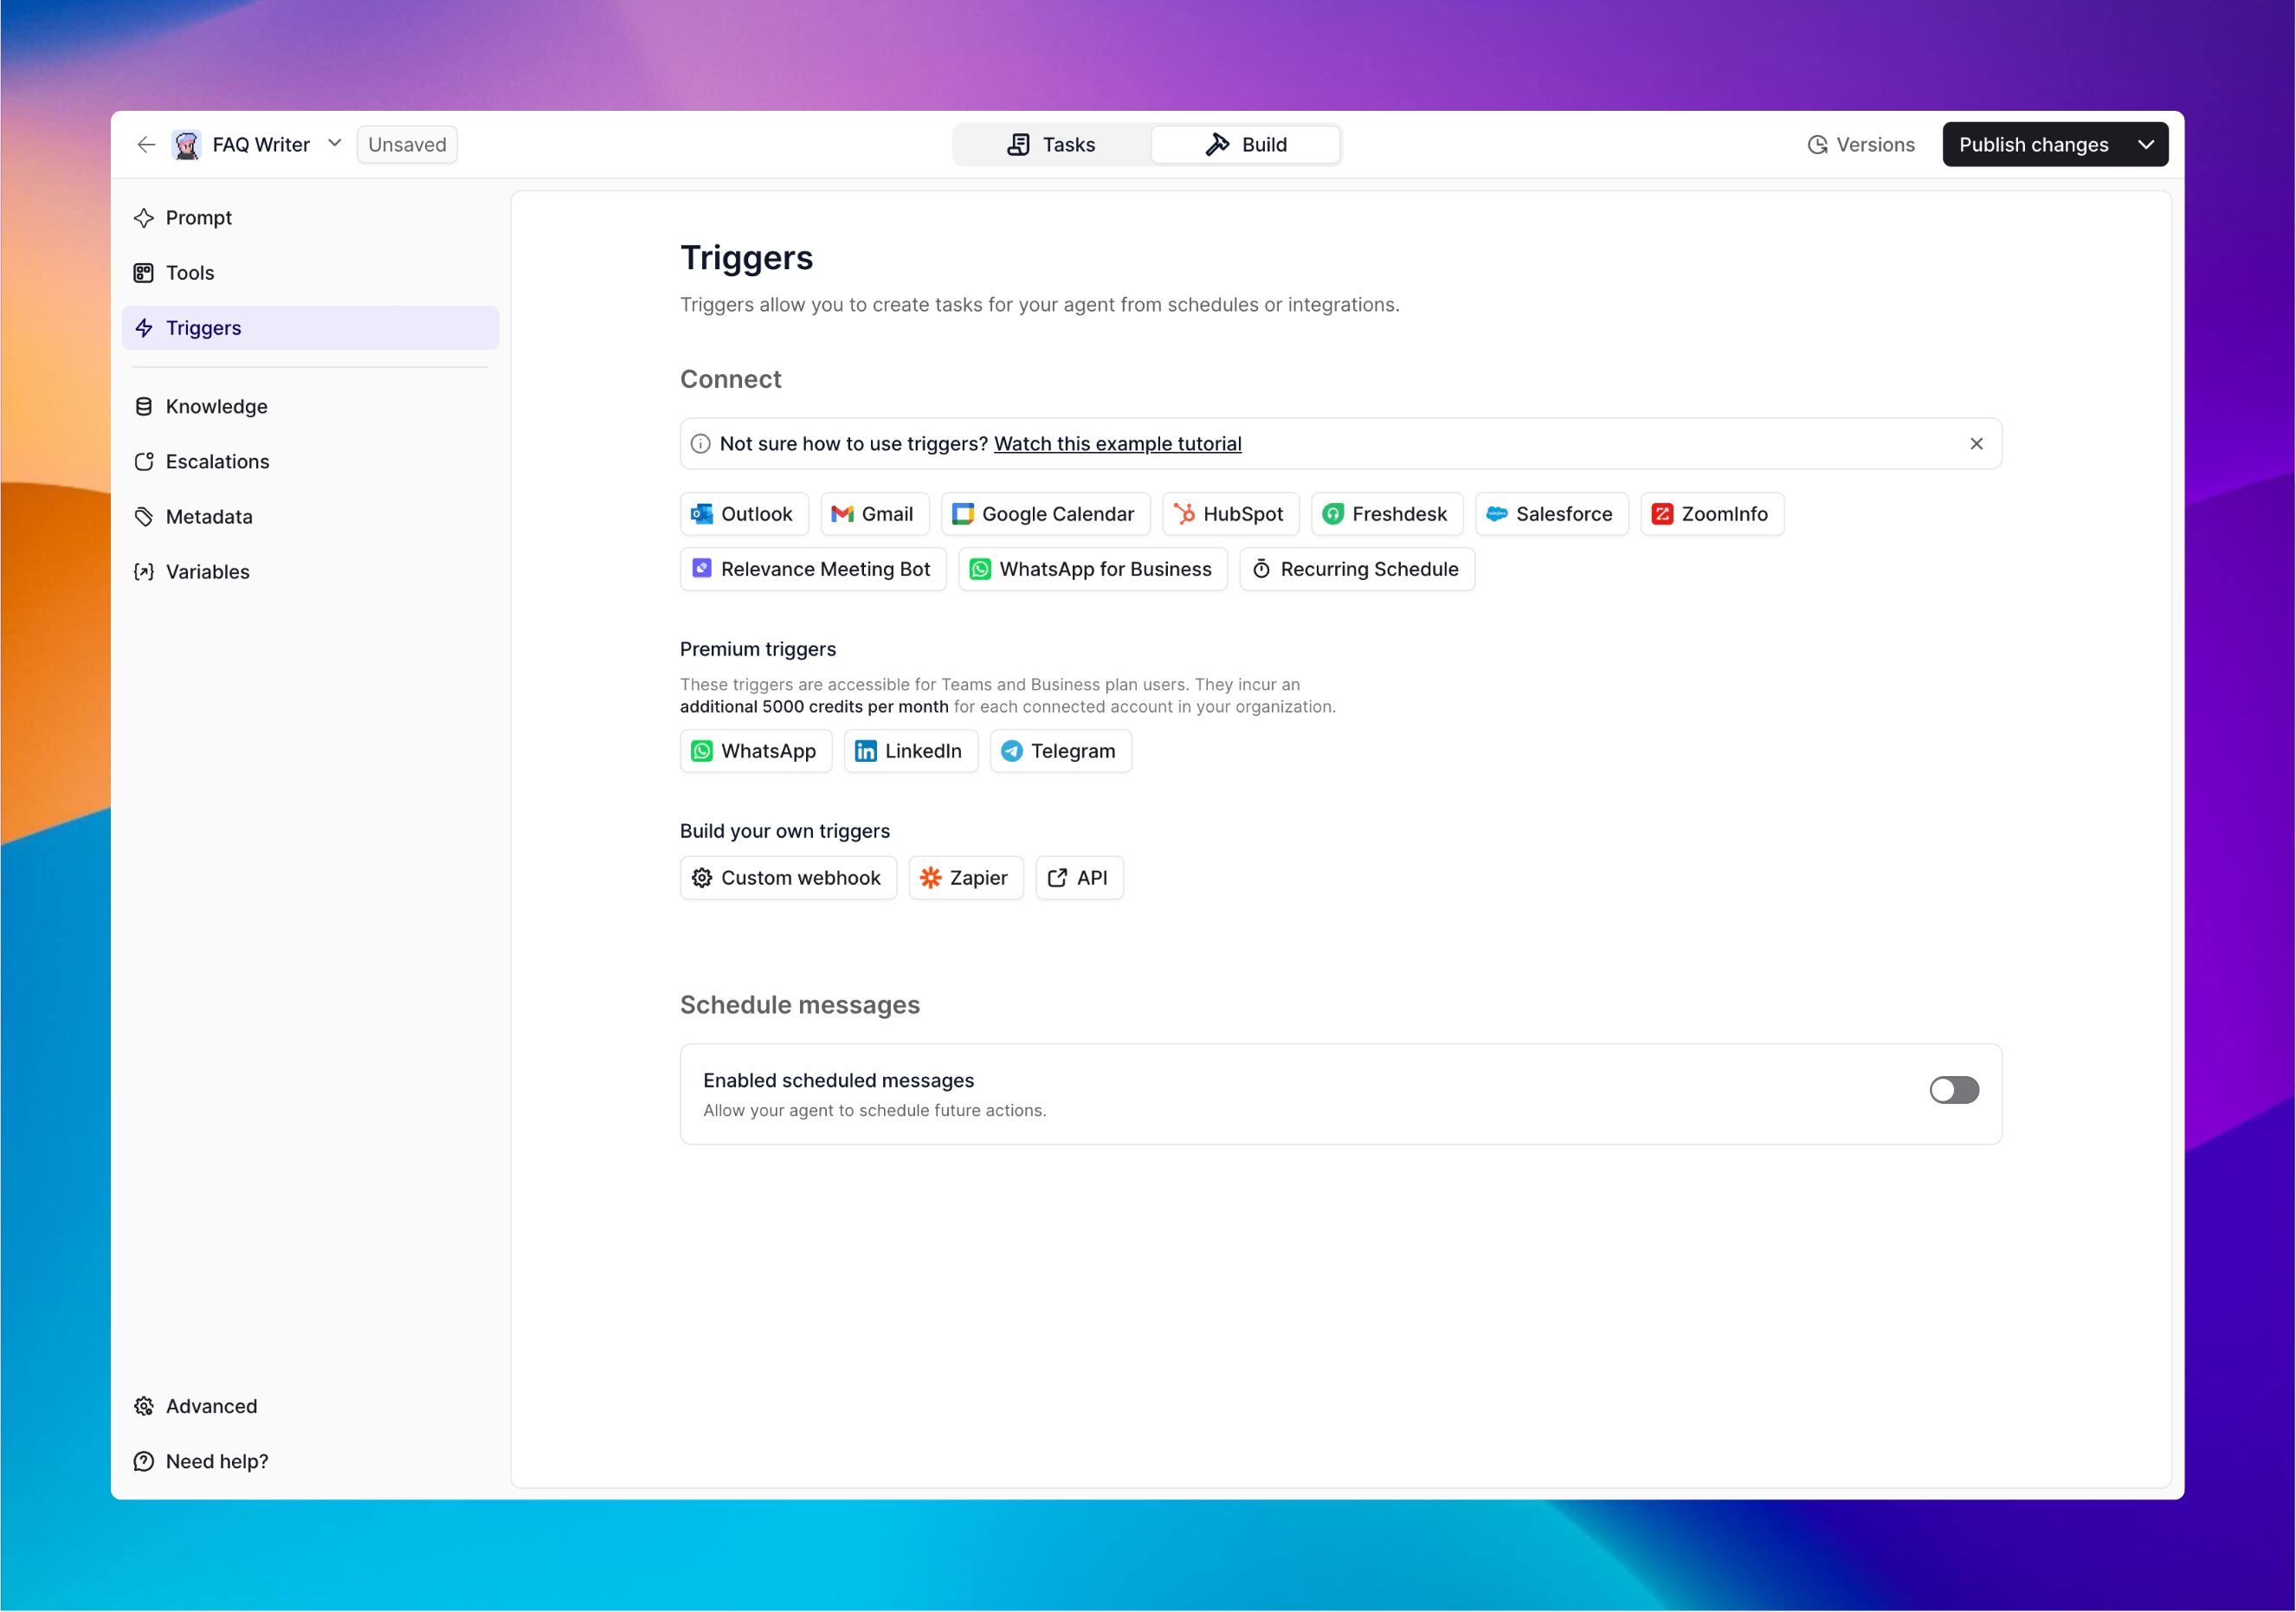 FAQ Writer
Unsaved
Tasks
Build
Versions
Publish changes
Prompt
Tools
Triggers
Knowledge
Escalations
Metadata
Variables
Advanced
Need help?
Triggers
Triggers allow you to create tasks for your agent from schedules or integrations.
Connect
Not sure how to use triggers? Watch this example tutorial
Outlook
Gmail
Google Calendar
HubSpot
Freshdesk
Salesforce
ZoomInfo
Relevance Meeting Bot
WhatsApp for Business
Recurring Schedule
Premium triggers
These triggers are accessible for Teams and Business plan users. They incur an
additional 5000 credits per month for each connected account in your organization.
WhatsApp
LinkedIn
Telegram
Build your own triggers
Custom webhook
Zapier
API
Schedule messages
Enabled scheduled messages
Allow your agent to schedule future actions.